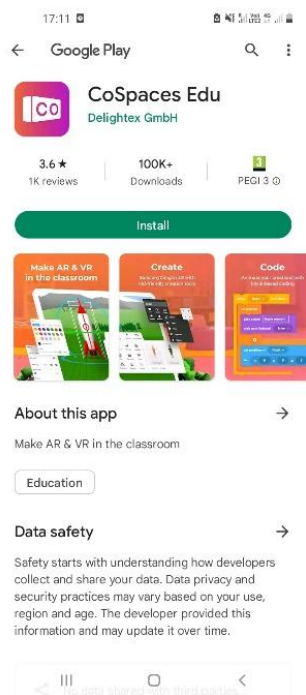 17:11
Google Play
CO
CoSpaces Edu
Delightex GmbH
3.6 ★
1K reviews
100K+
Downloads
3
PEGI 3
Install
Make AR & VR
in the classroom
Create
Code
About this app
Make AR & VR in the classroom
Education
Data safety
Safety starts with understanding how developers
collect and share your data. Data privacy and
security practices may vary based on your use,
region and age. The developer provided this
information and may update it over time.
No data shared with third parties